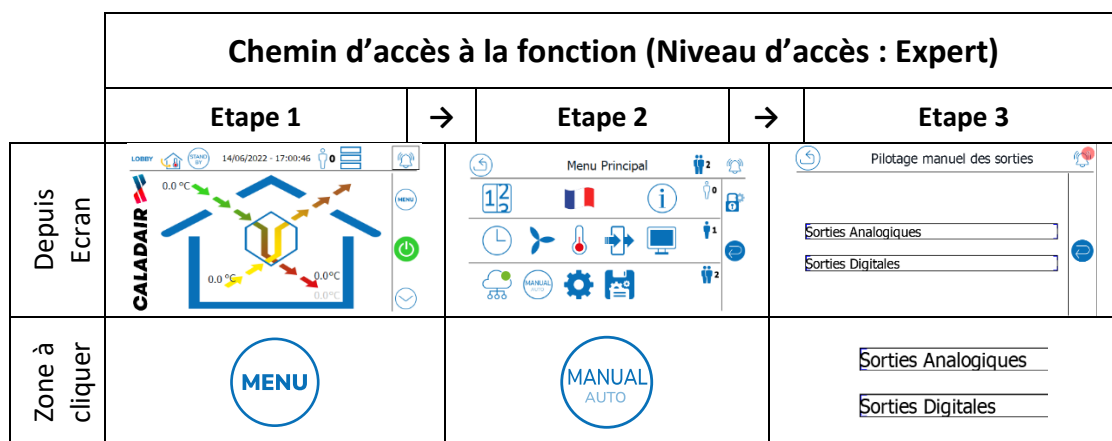 Chemin d'accès à la fonction (Niveau d'accès : Expert)
Etape 1 → Etape 2 → Etape 3
Depuis
Ecran
LOBBY STAND BY 14/06/2022 - 17:00:46 0
MENU
CALADAIR
0.0 °C
0.0 °C
0.0°C
0.0°C
Menu Principal 2
12 i 0
3
1
MANUAL
AUTO
2
Pilotage manuel des sorties
Sorties Analogiques
Sorties Digitales
Zone à
cliquer
MENU
MANUAL
AUTO
Sorties Analogiques
Sorties Digitales